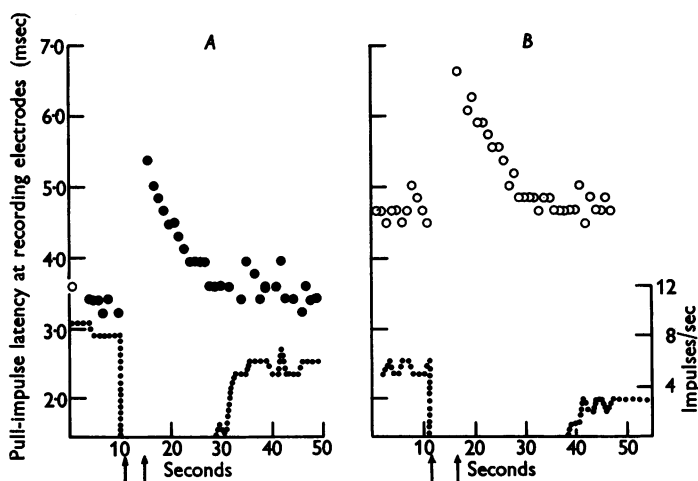 Pull-impulse latency at recording electrodes (msec)
7·0
6·0
5·0
4·0
3·0
2·0
A
B
12
8
4
Impulses/sec
10 20 30 40 50
Seconds
10 20 30 40 50
Seconds